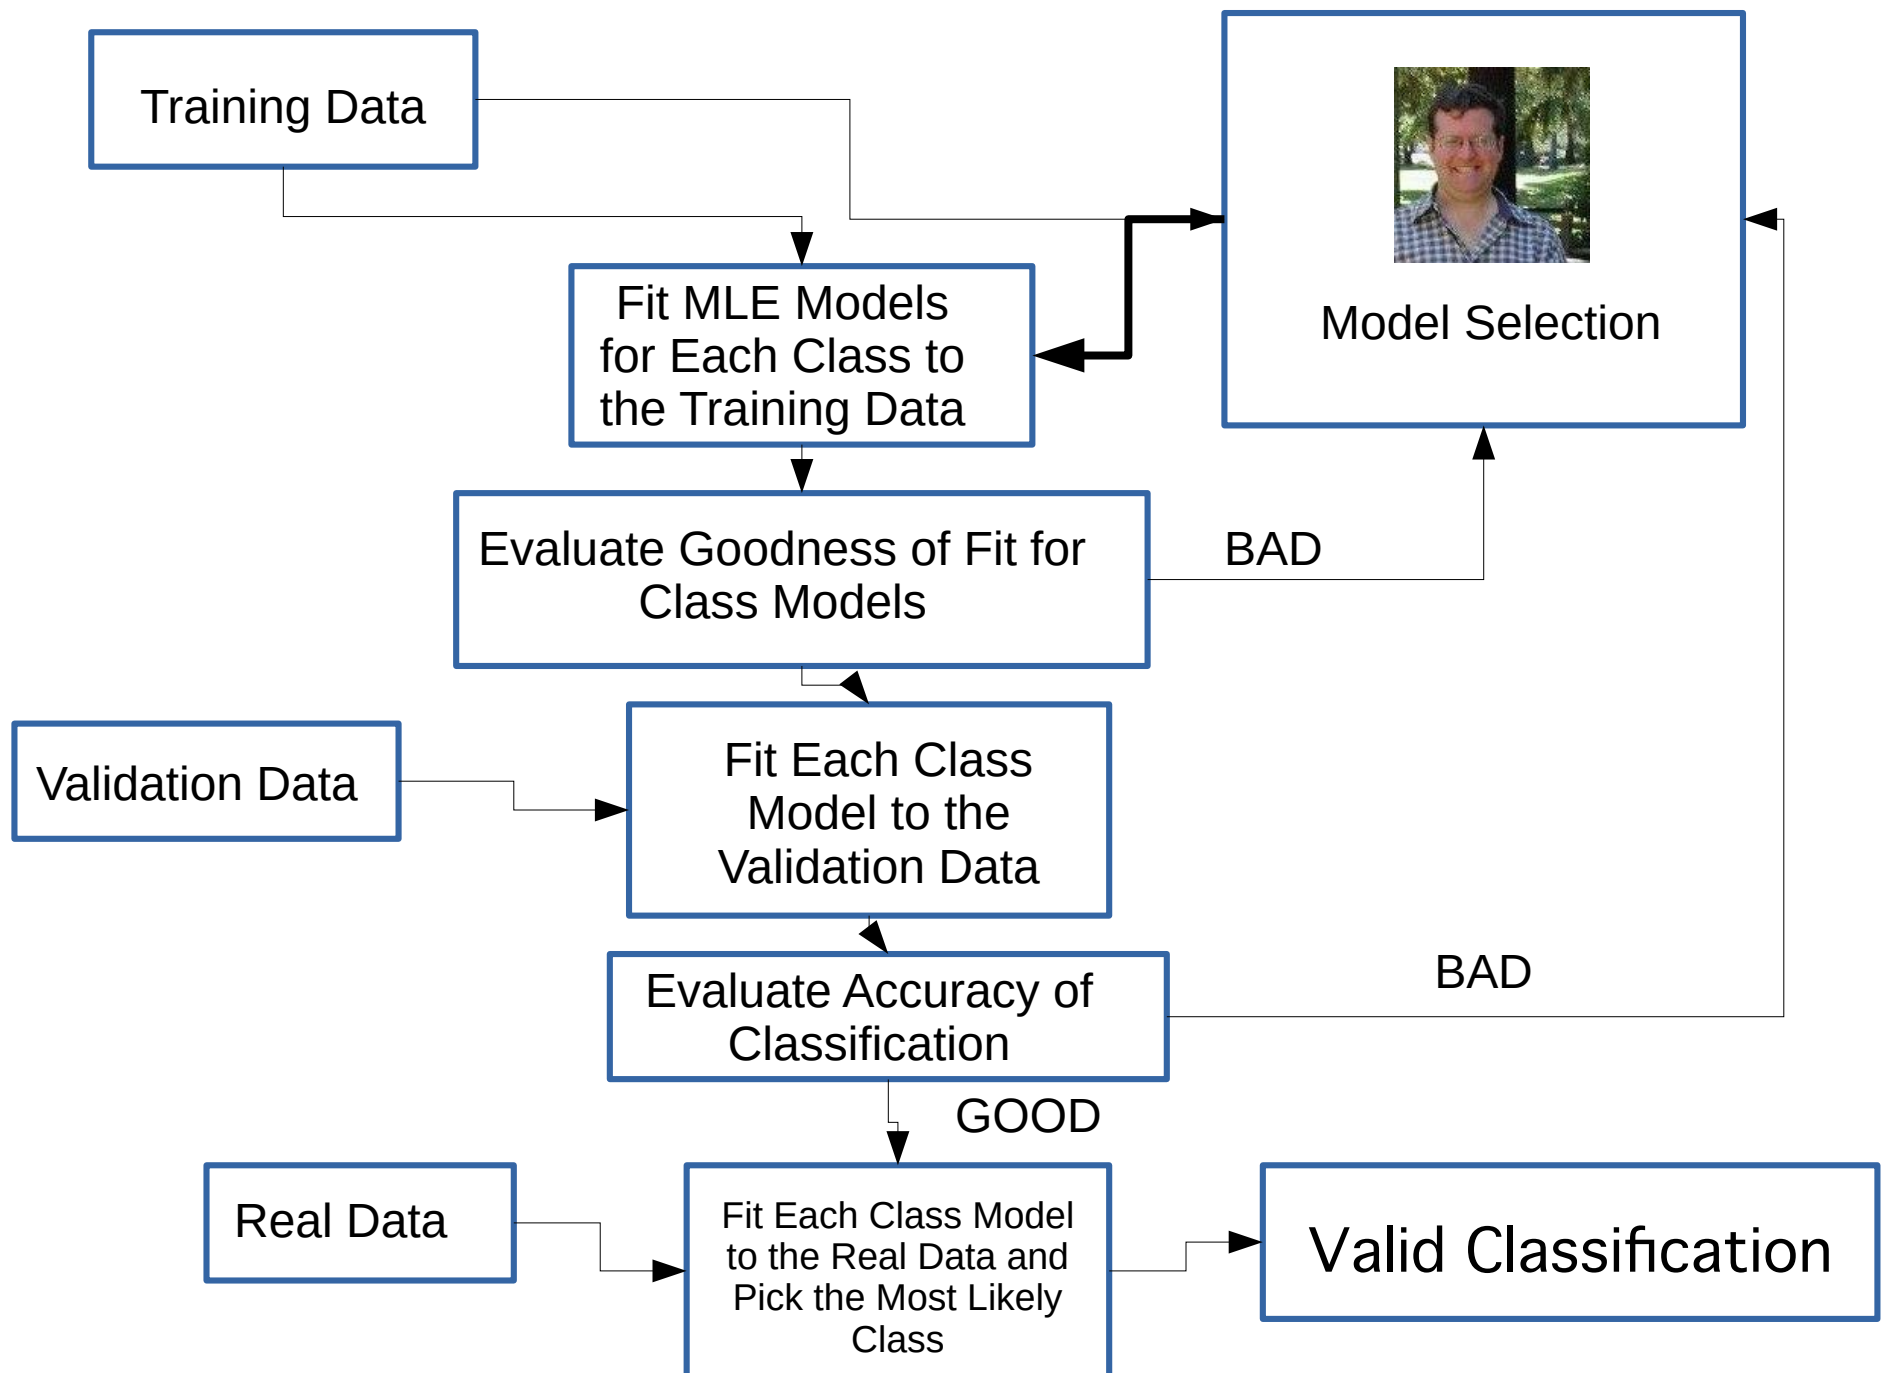 Training Data
Model Selection
Fit MLE Models
for Each Class to
the Training Data
Evaluate Goodness of Fit for
Class Models
BAD
Validation Data
Fit Each Class
Model to the
Validation Data
Evaluate Accuracy of
Classification
BAD
GOOD
Real Data
Fit Each Class Model
to the Real Data and
Pick the Most Likely
Class
Valid Classification